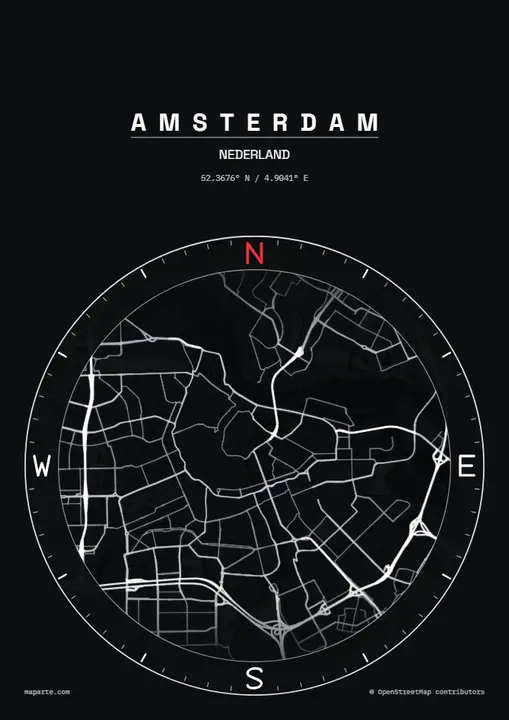 AMSTERDAM
NEDERLAND
52.3676° N / 4.9041° E
N
W
E
S
maparte.com
© OpenStreetMap contributors